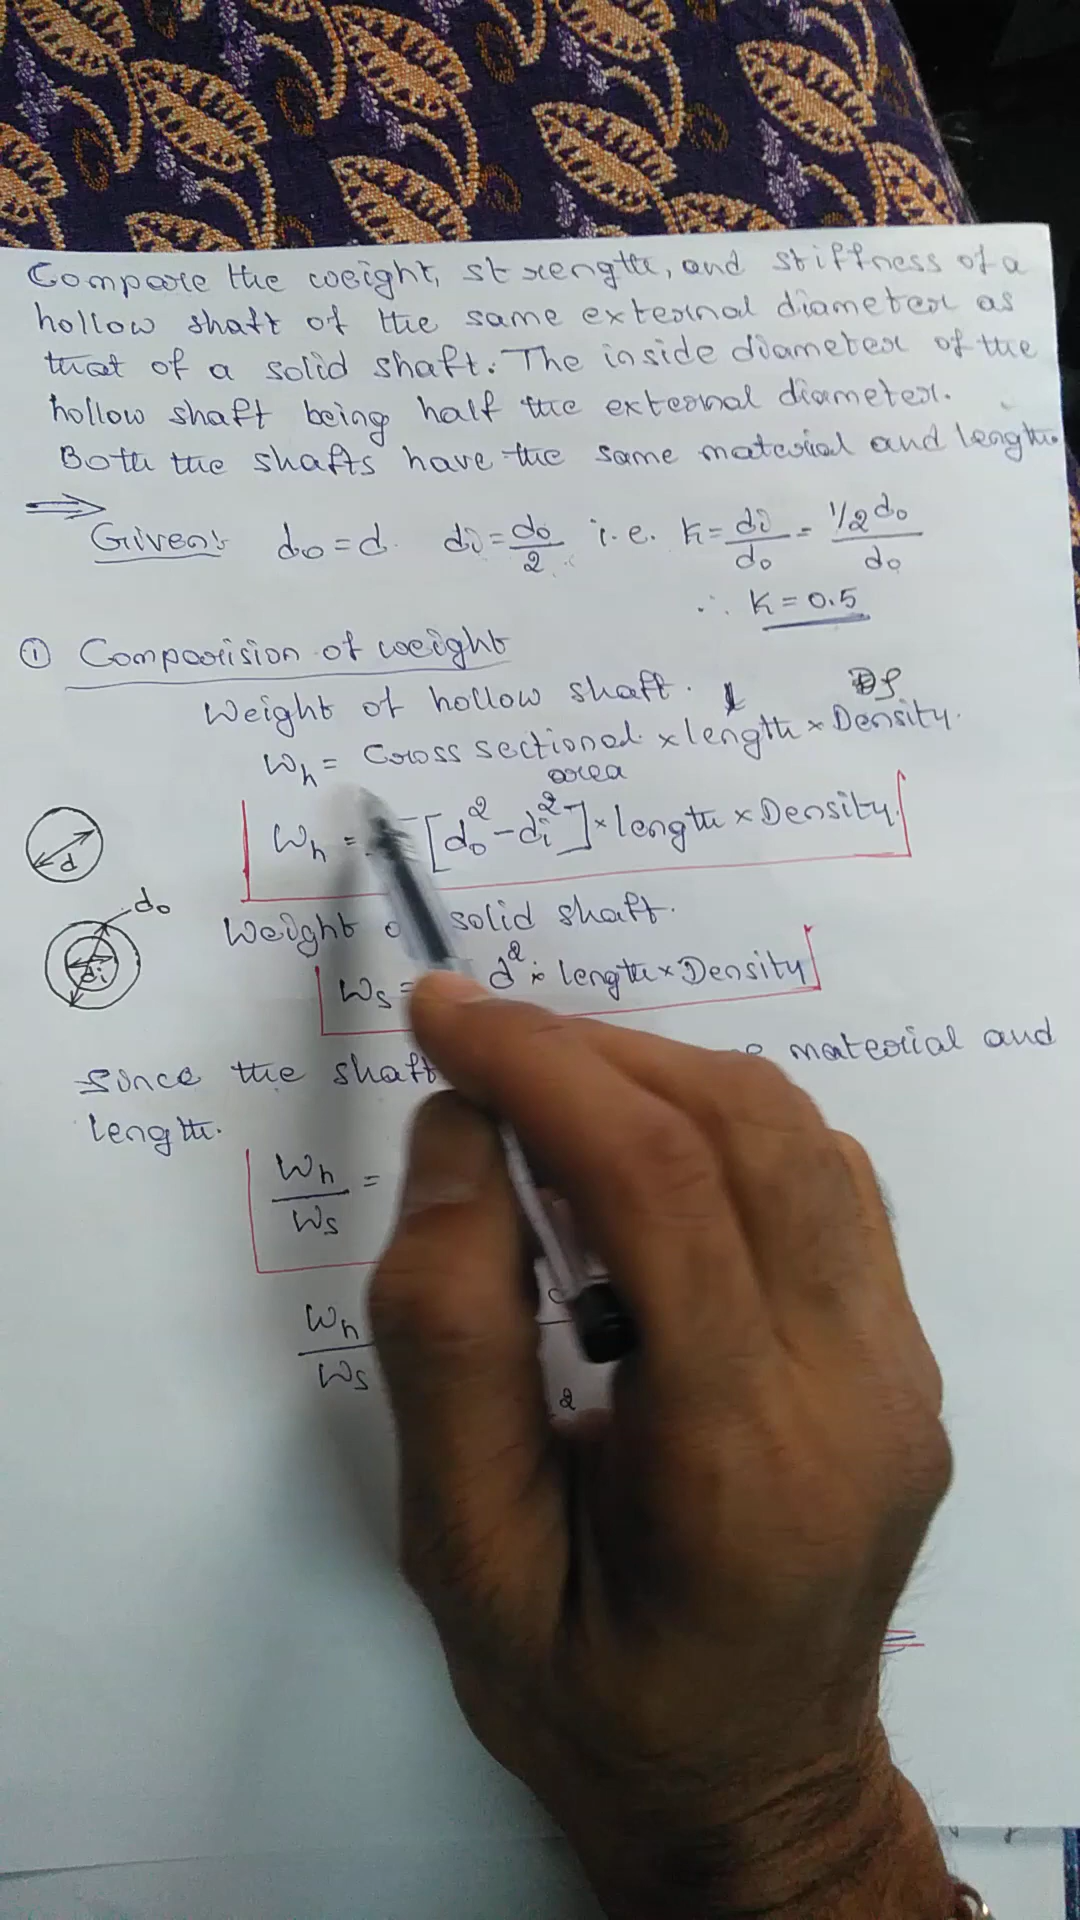 Compare the weight, strength, and stiffness of a
hollow shaft of the same external diameter as
that of a solid shaft. The inside diameter of the
hollow shaft being half the external diameter.
Both the shafts have the same material and length.
⇒
Given: do = d. di = do/2 i.e. K = di/do = 1/2 do/do
∴ K = 0.5
① Comparision of weight
Weight of hollow shaft.
Wh = Cross sectional area × length × Density.
Wh = [do² - di²] × length × Density.
d
do
di
Weight solid shaft.
Ws = d² × length × Density
Since the shaft material and
length.
Wh/Ws =
Wh/Ws
2